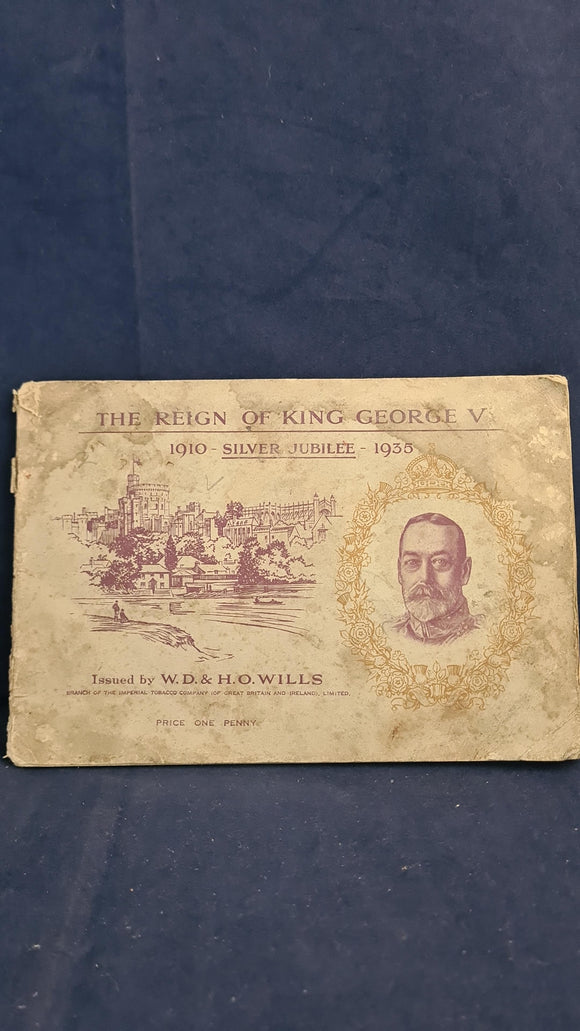 THE REIGN OF KING GEORGE V
1910 - SILVER JUBILEE - 1935
Issued by W.D. & H.O. WILLS
BRANCH OF THE IMPERIAL TOBACCO COMPANY (OF GREAT BRITAIN AND IRELAND), LIMITED.
PRICE ONE PENNY.